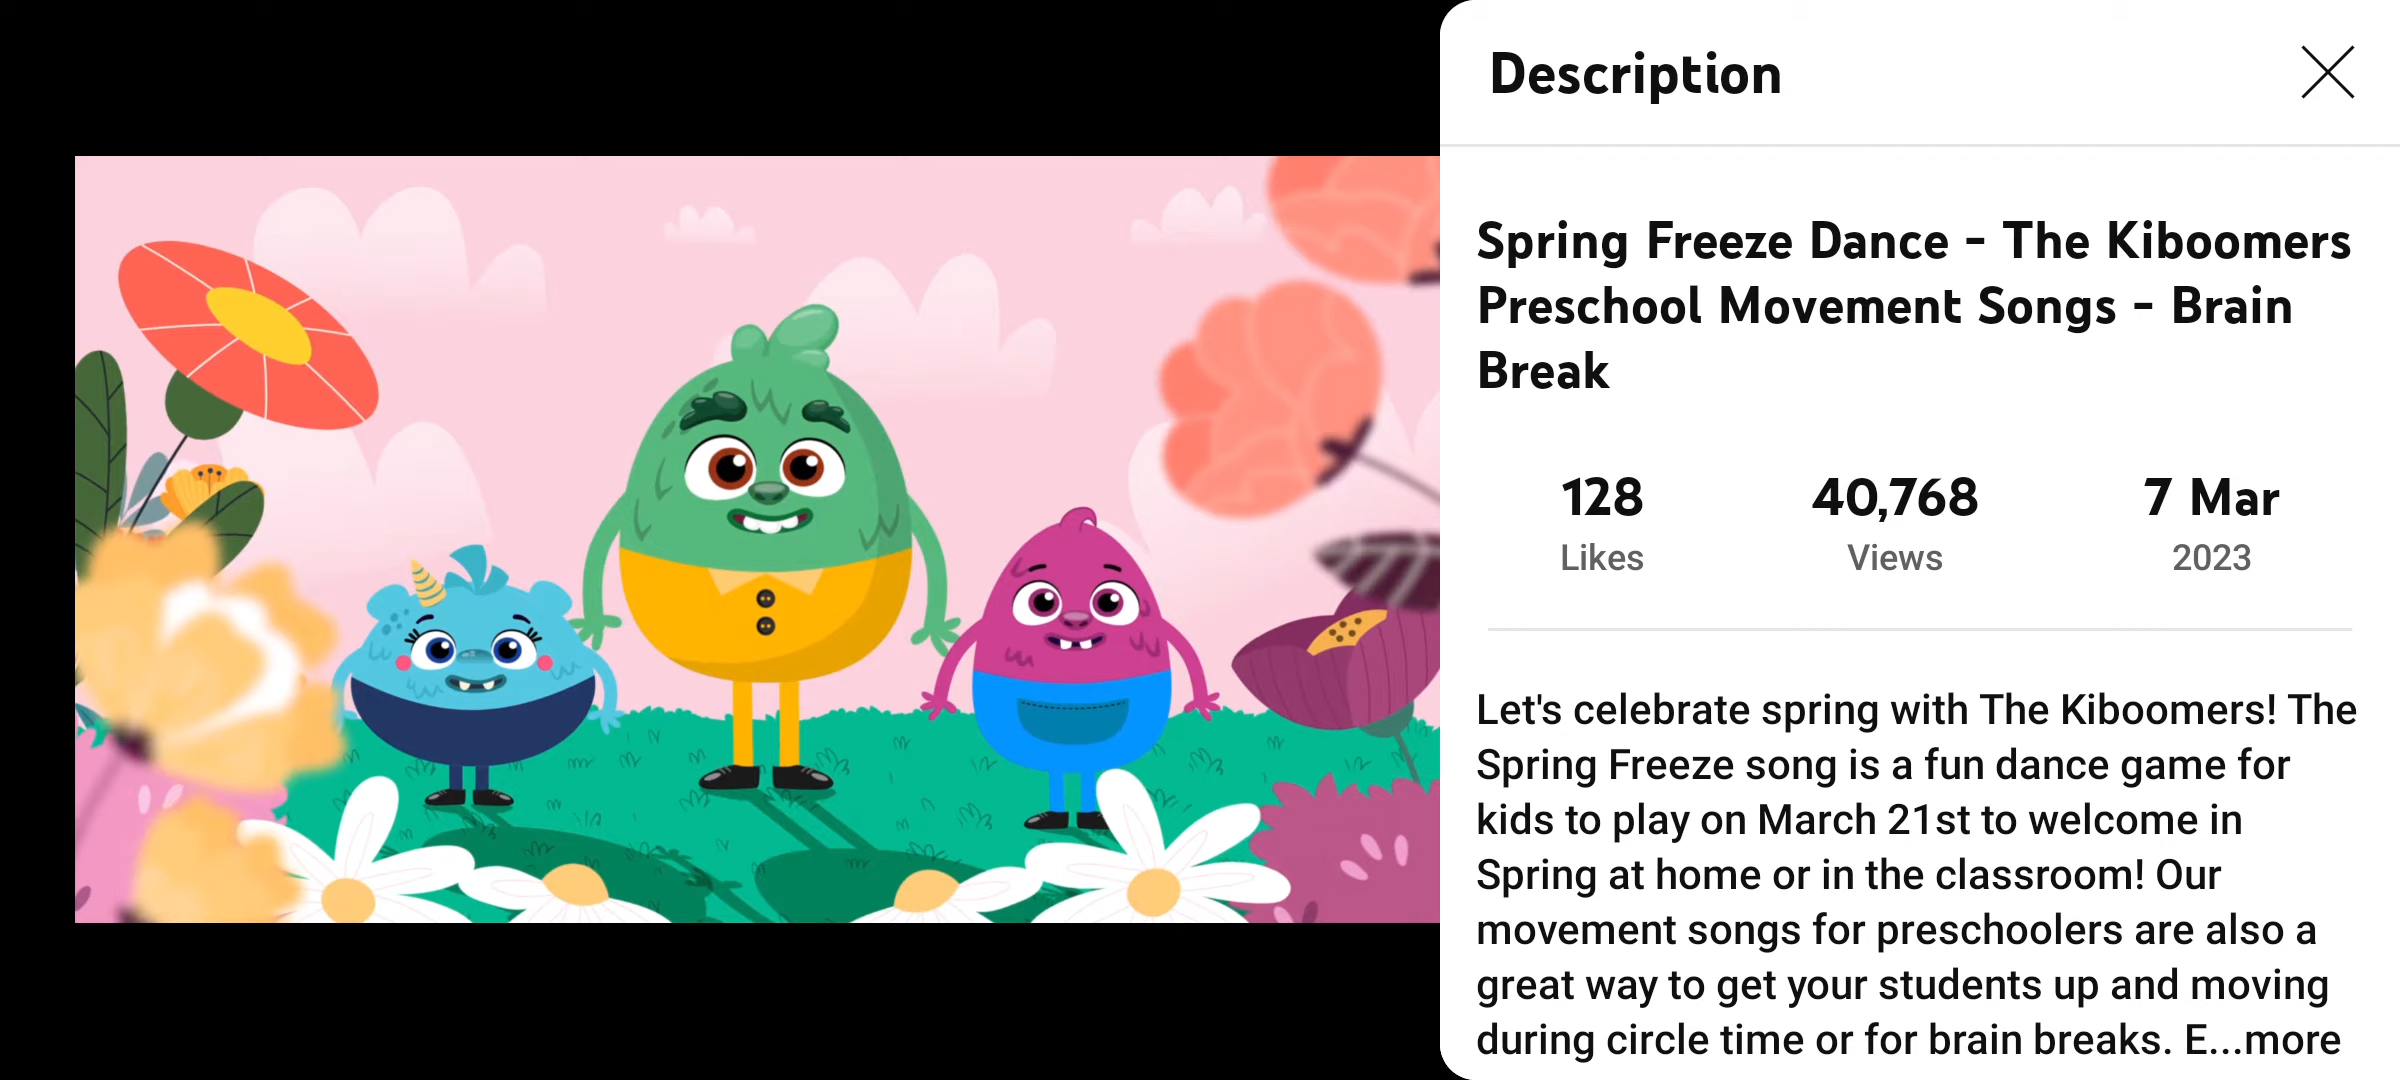 Description
Spring Freeze Dance - The Kiboomers
Preschool Movement Songs - Brain
Break
128 40,768 7 Mar
Likes Views 2023
Let's celebrate spring with The Kiboomers! The
Spring Freeze song is a fun dance game for
kids to play on March 21st to welcome in
Spring at home or in the classroom! Our
movement songs for preschoolers are also a
great way to get your students up and moving
during circle time or for brain breaks. E...more